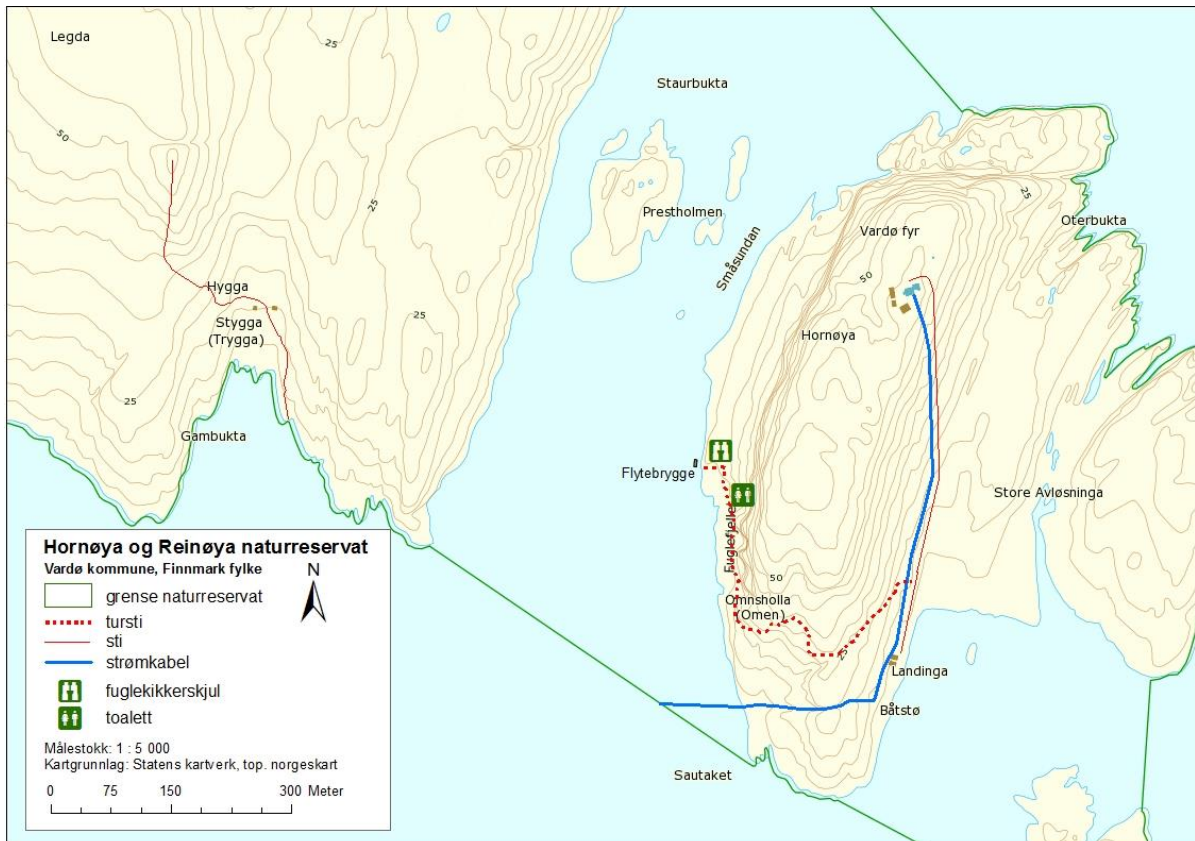 Legda
25
Staurbukta
50
Prestholmen
25
25
Oterbukta
Småsundan
Vardø fyr
50
Hygga
Stygga
(Trygga)
25
Hornøya
25
Gambukta
Flytebrygge
Store Avløsninga
Fuglefjellet
50
Omnsholla
(Omen)
25
Landinga
Båtstø
Sautaket
Hornøya og Reinøya naturreservat
Vardø kommune, Finnmark fylke
N
grense naturreservat
tursti
sti
strømkabel
fuglekikkerskjul
toalett
Målestokk: 1 : 5 000
Kartgrunnlag: Statens kartverk, top. norgeskart
0 75 150 300 Meter